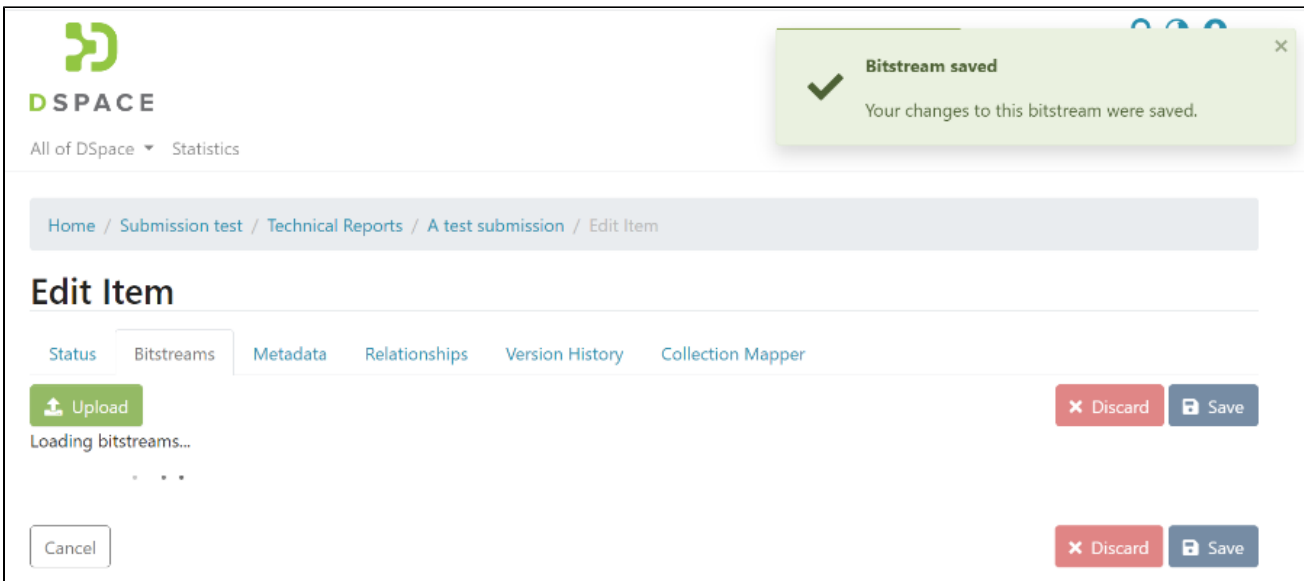 DSPACE
Bitstream saved
Your changes to this bitstream were saved.
All of DSpace Statistics
Home / Submission test / Technical Reports / A test submission / Edit Item
Edit Item
Status Bitstreams Metadata Relationships Version History Collection Mapper
Upload Discard Save
Loading bitstreams...
Cancel Discard Save